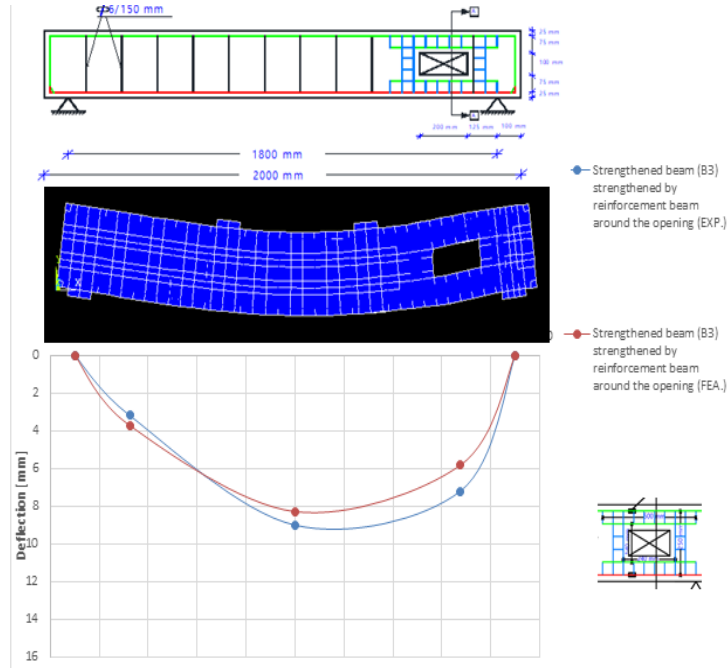 6/150 mm
25 mm
75 mm
100 mm
75 mm
25 mm
200 mm
125 mm
100 mm
1800 mm
2000 mm
Strengthened beam (B3)
strengthened by
reinforcement beam
around the opening (EXP.)
X
0
Strengthened beam (B3)
strengthened by
reinforcement beam
around the opening (FEA.)
Deflection [mm]
0
2
4
6
8
10
12
14
16